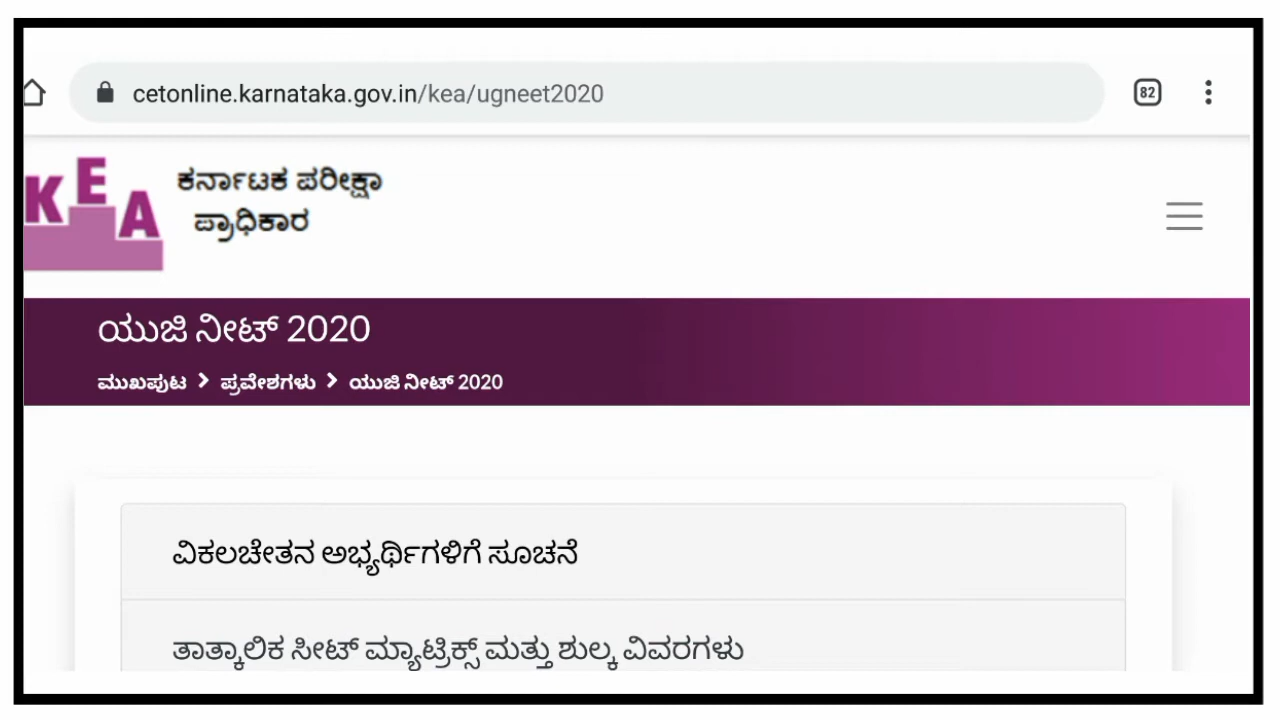 cetonline.karnataka.gov.in/kea/ugneet2020
82
KEA
ಕರ್ನಾಟಕ ಪರೀಕ್ಷಾ
ಪ್ರಾಧಿಕಾರ
ಯುಜಿ ನೀಟ್ 2020
ಮುಖಪುಟ > ಪ್ರವೇಶಗಳು > ಯುಜಿ ನೀಟ್ 2020
ವಿಕಲಚೇತನ ಅಭ್ಯರ್ಥಿಗಳಿಗೆ ಸೂಚನೆ
ತಾತ್ಕಾಲಿಕ ಸೀಟ್ ಮ್ಯಾಟ್ರಿಕ್ಸ್ ಮತ್ತು ಶುಲ್ಕ ವಿವರಗಳು